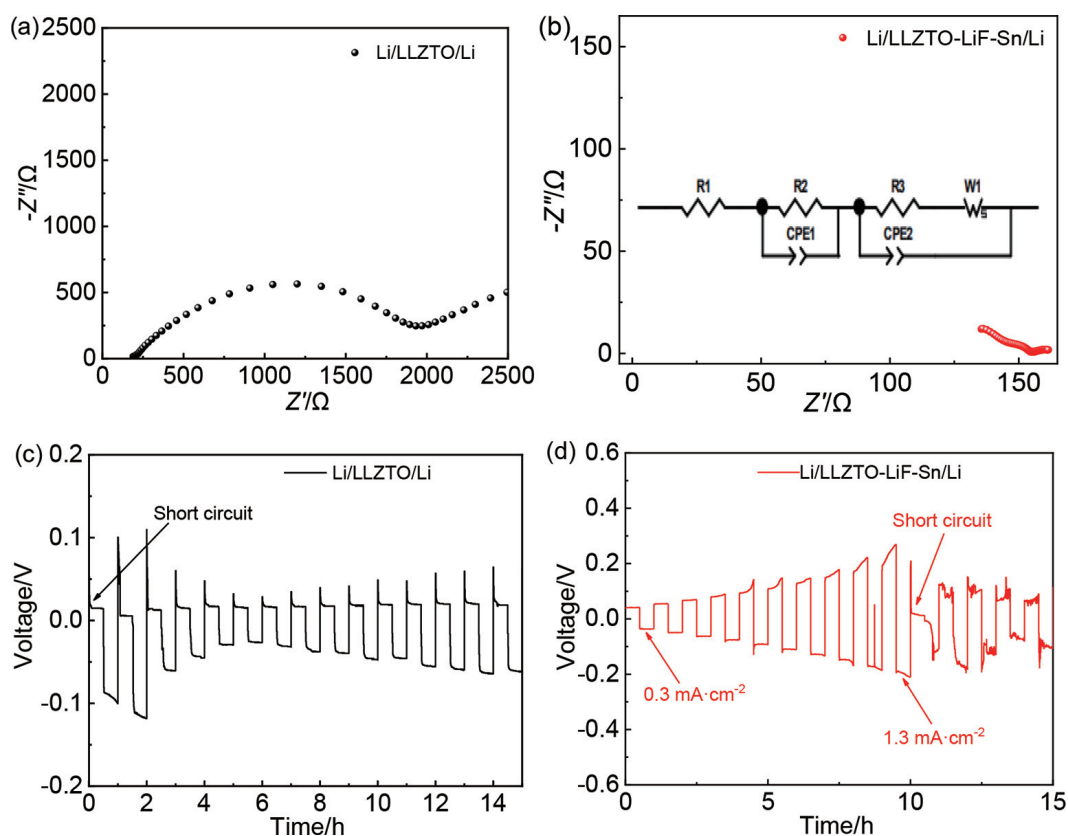 (a)
2500
2000
1500
1000
500
0
-Z″/Ω
Li/LLZTO/Li
0 500 1000 1500 2000 2500
Z′/Ω
(b)
150
100
50
0
-Z″/Ω
Li/LLZTO-LiF-Sn/Li
R1 R2 R3 W1
s
CPE1 CPE2
0 50 100 150
Z′/Ω
(c)
0.2
0.1
0.0
-0.1
-0.2
Voltage/V
Li/LLZTO/Li
Short circuit
0 2 4 6 8 10 12 14
Time/h
(d)
0.6
0.4
0.2
0.0
-0.2
-0.4
-0.6
Voltage/V
Li/LLZTO-LiF-Sn/Li
Short circuit
0.3 mA·cm⁻²
1.3 mA·cm⁻²
0 5 10 15
Time/h